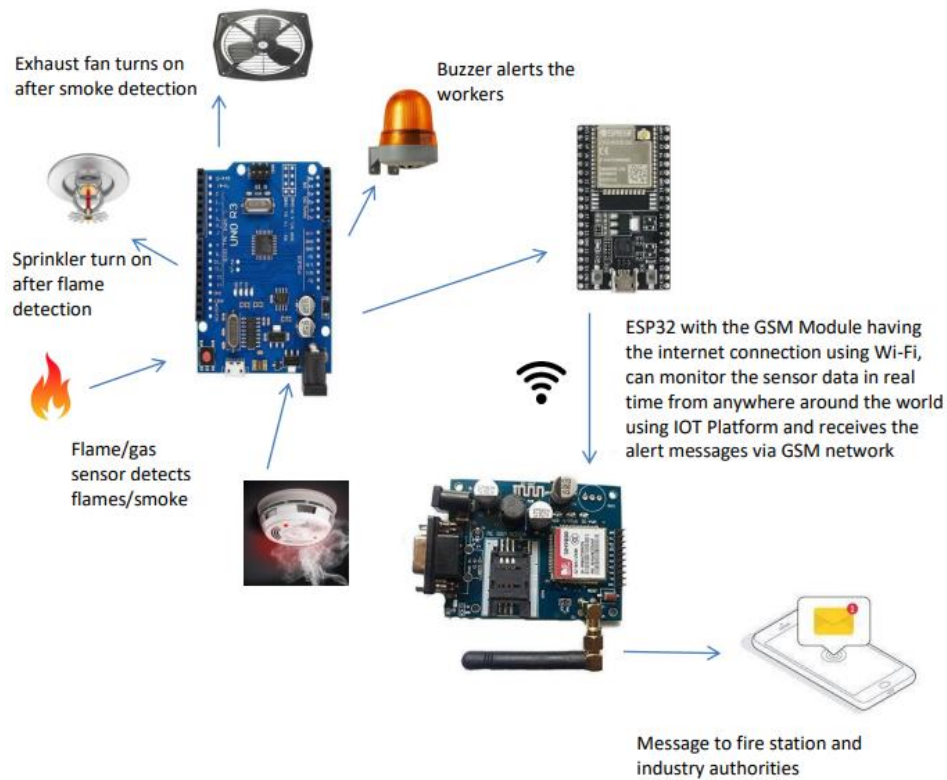 Exhaust fan turns on
after smoke detection
Buzzer alerts the
workers
UNO R3
Sprinkler turn on
after flame
detection
ESP32 with the GSM Module having
the internet connection using Wi-Fi,
can monitor the sensor data in real
time from anywhere around the world
using IOT Platform and receives the
alert messages via GSM network
Flame/gas
sensor detects
flames/smoke
1
Message to fire station and
industry authorities